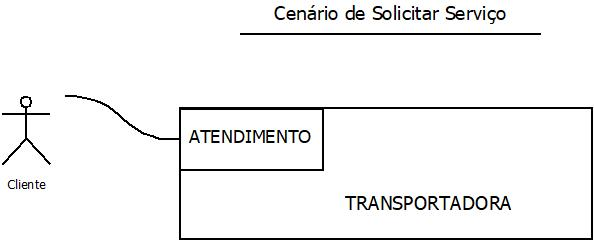 Cenário de Solicitar Serviço
ATENDIMENTO
Cliente
TRANSPORTADORA